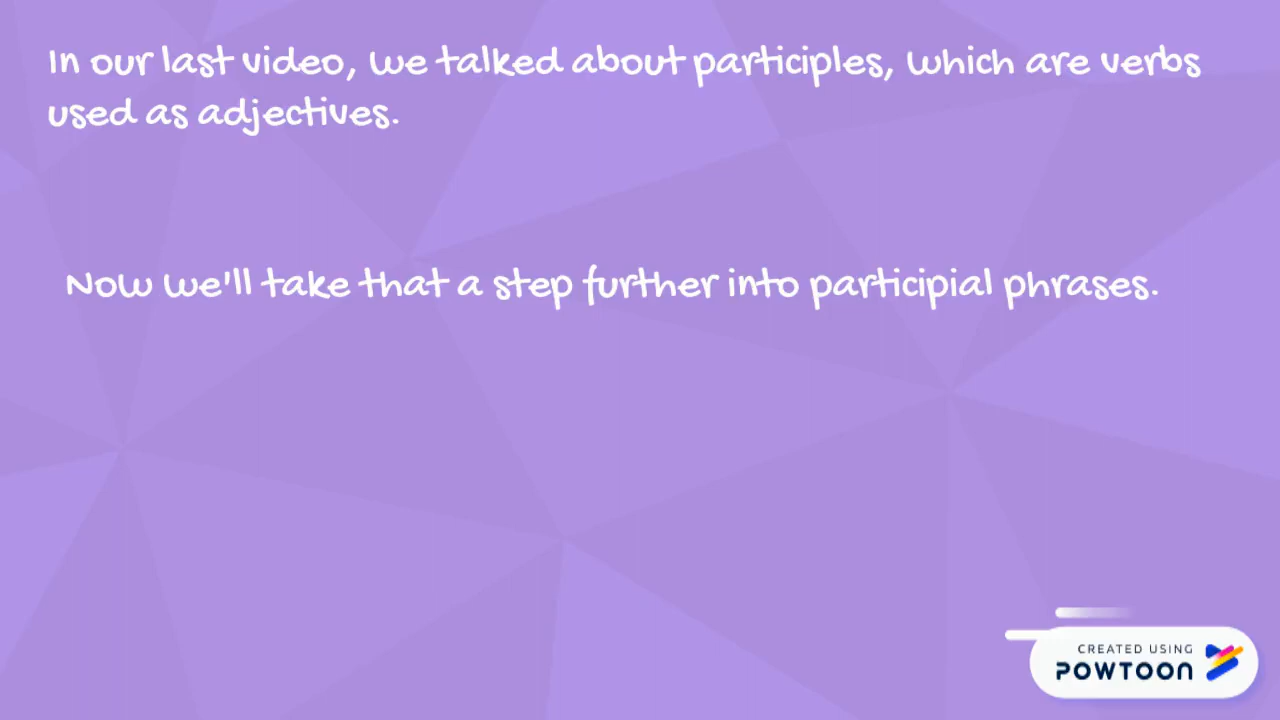 In our last video, we talked about participles, which are verbs
used as adjectives.
Now we'll take that a step further into participial phrases.
CREATED USING
POWTOON